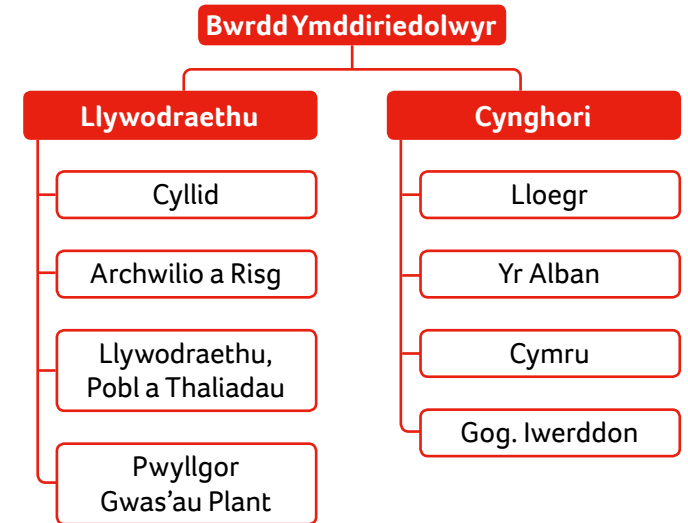 Bwrdd Ymddiriedolwyr
Llywodraethu
Cyllid
Archwilio a Risg
Llywodraethu,
Pobl a Thaliadau
Pwyllgor
Gwas'au Plant
Cynghori
Lloegr
Yr Alban
Cymru
Gog. Iwerddon